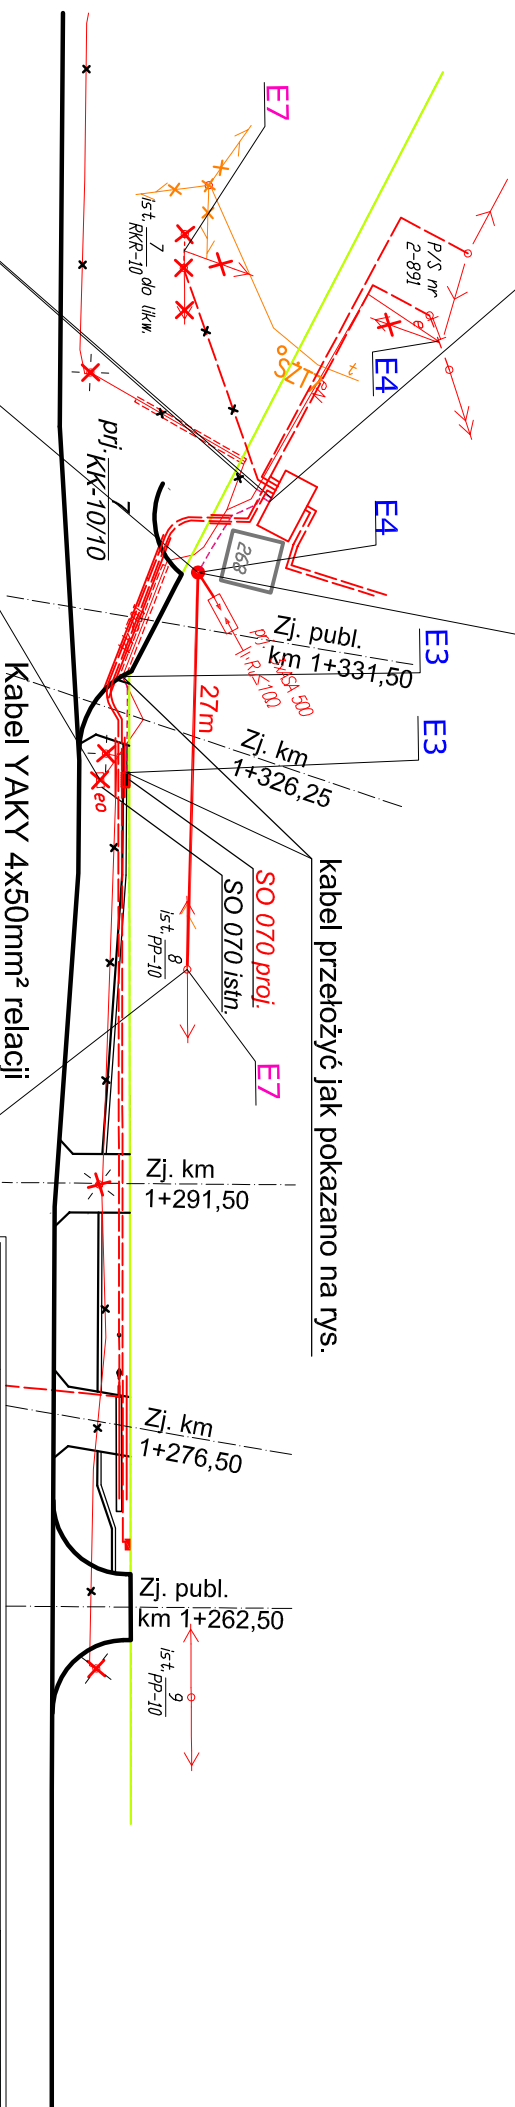 E7
ist. 7
RKR-10 do likw.
P/S nr
2-891
e
E4
t
prj. 7
KK-10/10
E4
268
Zj. publ.
km 1+331,50
E3
27m
Zj. km
1+326,25
E3
eo
kabel przełożyć jak pokazano na rys.
SO 070 proj.
SO 070 istn.
Kabel YAKY 4x50mm² relacji
ist. 8
PP-10
E7
Zj. km
1+291,50
Zj. km
1+276,50
Zj. publ.
km 1+262,50
ist. 9
PP-10